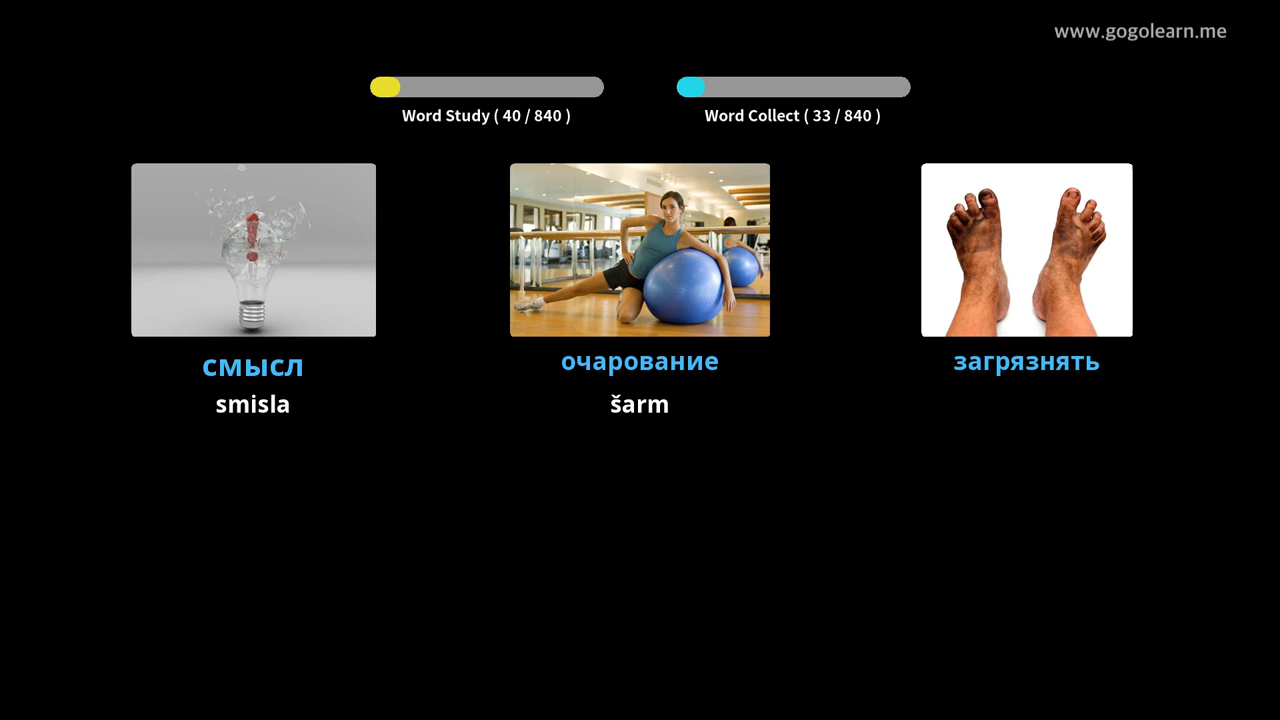 www.gogolearn.me
Word Study ( 40 / 840 )
Word Collect ( 33 / 840 )
смысл
smisla
очарование
šarm
загрязнять